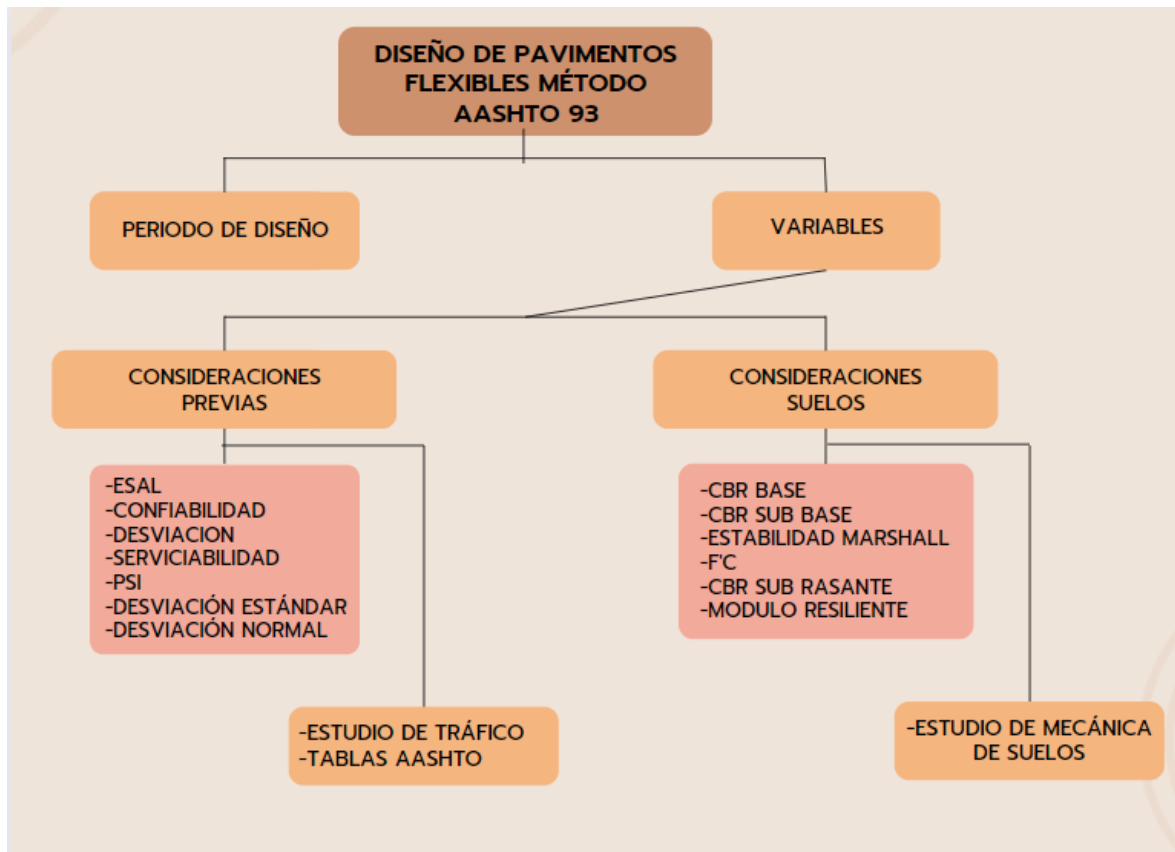 DISEÑO DE PAVIMENTOS
FLEXIBLES MÉTODO
AASHTO 93
PERIODO DE DISEÑO
VARIABLES
CONSIDERACIONES
PREVIAS
CONSIDERACIONES
SUELOS
-ESAL
-CONFIABILIDAD
-DESVIACION
-SERVICIABILIDAD
-PSI
-DESVIACIÓN ESTÁNDAR
-DESVIACIÓN NORMAL
-CBR BASE
-CBR SUB BASE
-ESTABILIDAD MARSHALL
-F'C
-CBR SUB RASANTE
-MODULO RESILIENTE
-ESTUDIO DE TRÁFICO
-TABLAS AASHTO
-ESTUDIO DE MECÁNICA
DE SUELOS